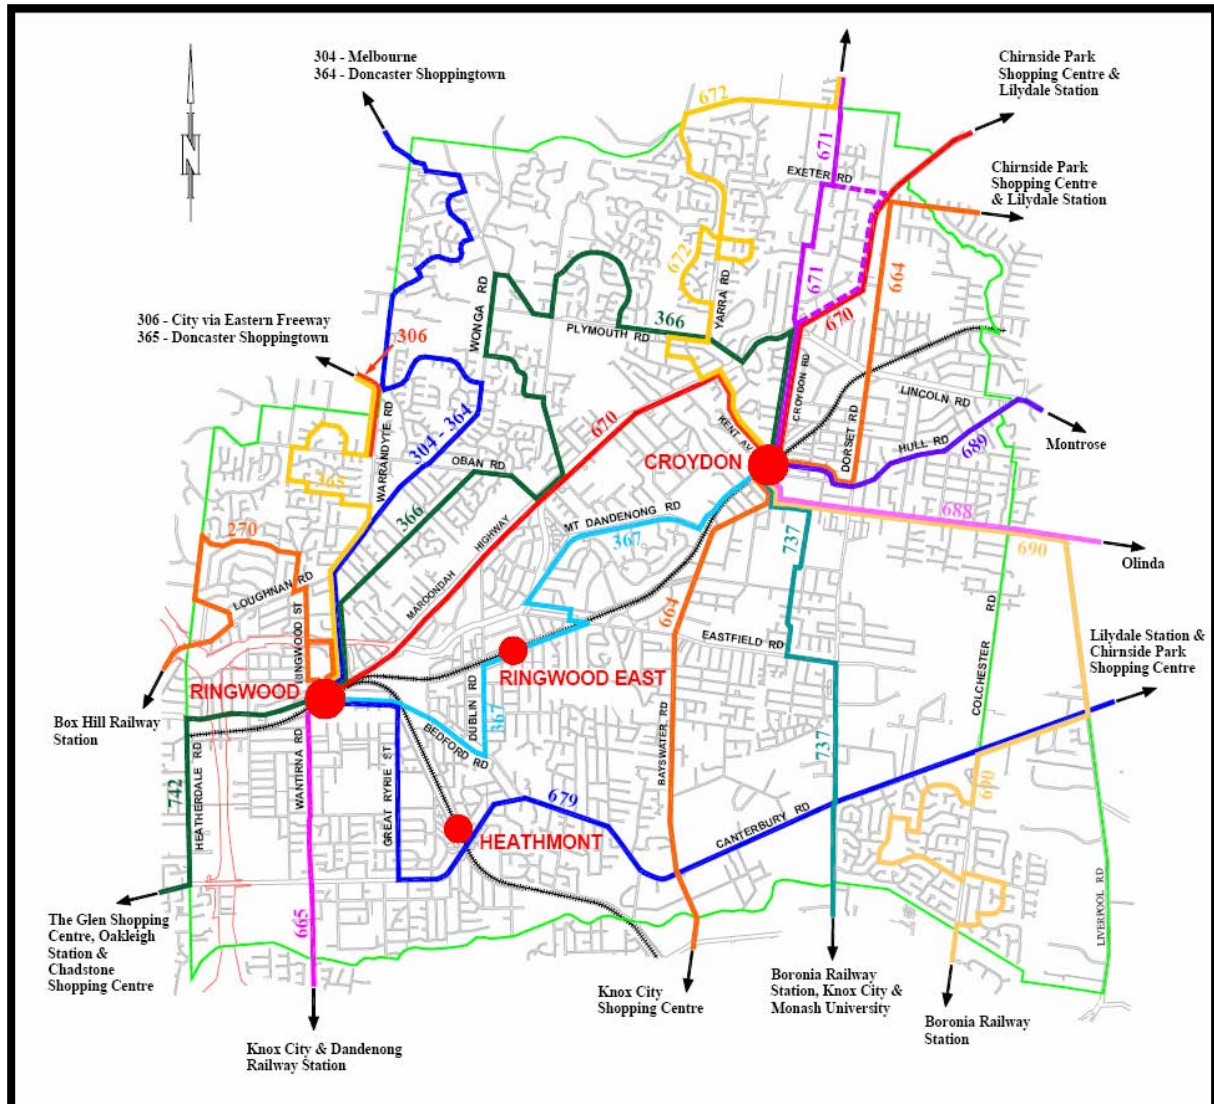 304 - Melbourne
364 - Doncaster Shoppingtown
Chirnside Park
Shopping Centre &
Lilydale Station
672
671
EXETER RD
Chirnside Park
Shopping Centre
& Lilydale Station
N
672
YARRA RD
671
664
WONGA RD
306 - City via Eastern Freeway
365 - Doncaster Shoppingtown
306
366
PLYMOUTH RD
670
CROYDON RD
LINCOLN RD
WARRANDYTE RD
304 - 364
670
KENT AV
DORSET RD
HULL RD
689
Montrose
OBAN RD
CROYDON
365
366
HIGHWAY
MT DANDENONG RD
367
688
690
737
Olinda
270
LOUGHNAN RD
MAROONDAH
RINGWOOD ST
664
EASTFIELD RD
COLCHESTER RD
Lilydale Station &
Chirnside Park
Shopping Centre
RINGWOOD
RINGWOOD EAST
DUBLIN RD
367
Box Hill Railway
Station
BEDFORD RD
BAYSWATER RD
737
HEATHERDALE RD
WANTIRNA RD
GREAT RYRIE ST
742
679
690
CANTERBURY RD
HEATHMONT
LIVERPOOL RD
665
The Glen Shopping
Centre, Oakleigh
Station &
Chadstone
Shopping Centre
Knox City
Shopping Centre
Boronia Railway
Station, Knox City &
Monash University
Boronia Railway
Station
Knox City & Dandenong
Railway Station